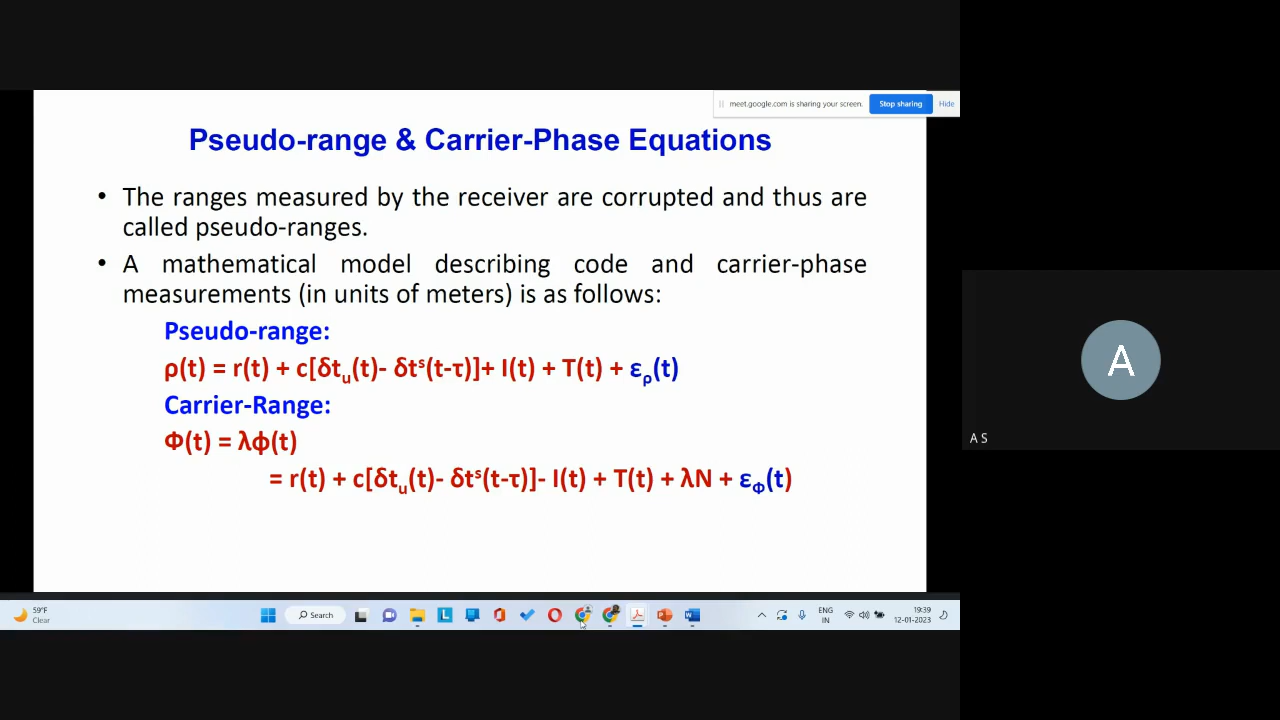 meet.google.com is sharing your screen. Stop sharing Hide
Pseudo-range & Carrier-Phase Equations
• The ranges measured by the receiver are corrupted and thus are
called pseudo-ranges.
• A mathematical model describing code and carrier-phase
measurements (in units of meters) is as follows:
Pseudo-range:
ρ(t) = r(t) + c[δtᵤ(t)- δtˢ(t-τ)]+ I(t) + T(t) + ερ(t)
Carrier-Range:
Φ(t) = λϕ(t)
= r(t) + c[δtᵤ(t)- δtˢ(t-τ)]- I(t) + T(t) + λN + εΦ(t)
A
A S
59°F
Clear
Search
ENG
IN
19:39
12-01-2023